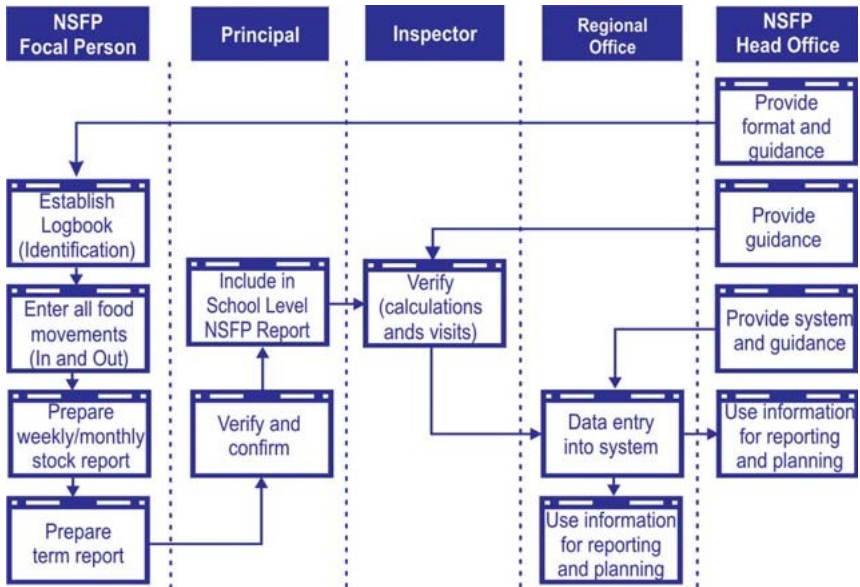 NSFP
Focal Person
Principal
Inspector
Regional
Office
NSFP
Head Office
Provide
format and
guidance
Establish
Logbook
(Identification)
Provide
guidance
Include in
School Level
NSFP Report
Verify
(calculations
ands visits)
Enter all food
movements
(In and Out)
Provide system
and guidance
Prepare
weekly/monthly
stock report
Verify and
confirm
Data entry
into system
Use information
for reporting
and planning
Prepare
term report
Use information
for reporting
and planning